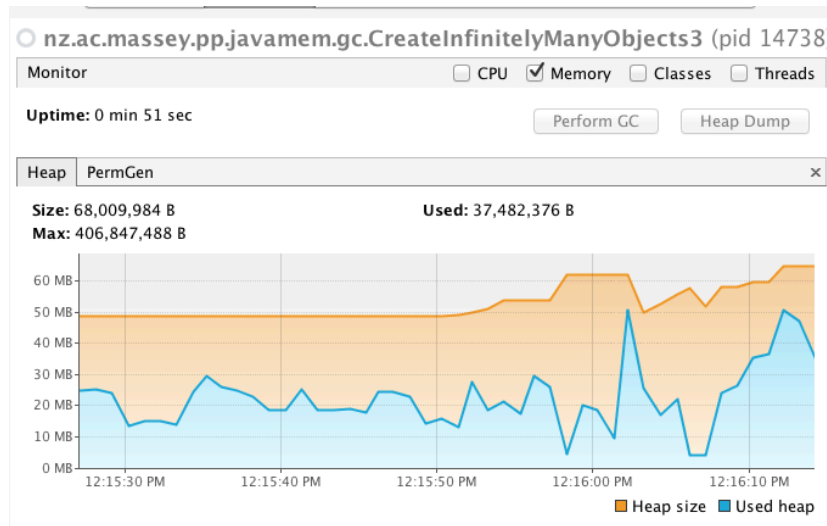 nz.ac.massey.pp.javamem.gc.CreateInfinitelyManyObjects3 (pid 14738)
Monitor CPU Memory Classes Threads
Uptime: 0 min 51 sec
Perform GC Heap Dump
Heap PermGen ×
Size: 68,009,984 B Used: 37,482,376 B
Max: 406,847,488 B
60 MB
50 MB
40 MB
30 MB
20 MB
10 MB
0 MB
12:15:30 PM 12:15:40 PM 12:15:50 PM 12:16:00 PM 12:16:10 PM
Heap size Used heap